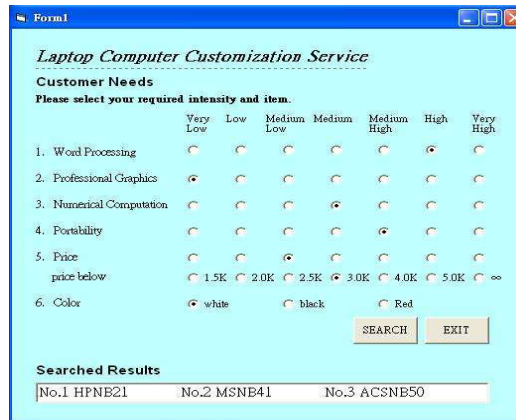 Form1
Laptop Computer Customization Service
Customer Needs
Please select your required intensity and item.
Very Low Low Medium Low Medium Medium High High Very High
1. Word Processing
2. Professional Graphics
3. Numerical Computation
4. Portability
5. Price
price below 1.5K 2.0K 2.5K 3.0K 4.0K 5.0K ∞
6. Color white black Red
SEARCH EXIT
Searched Results
No.1 HPNB21 No.2 MSNB41 No.3 ACSNB50